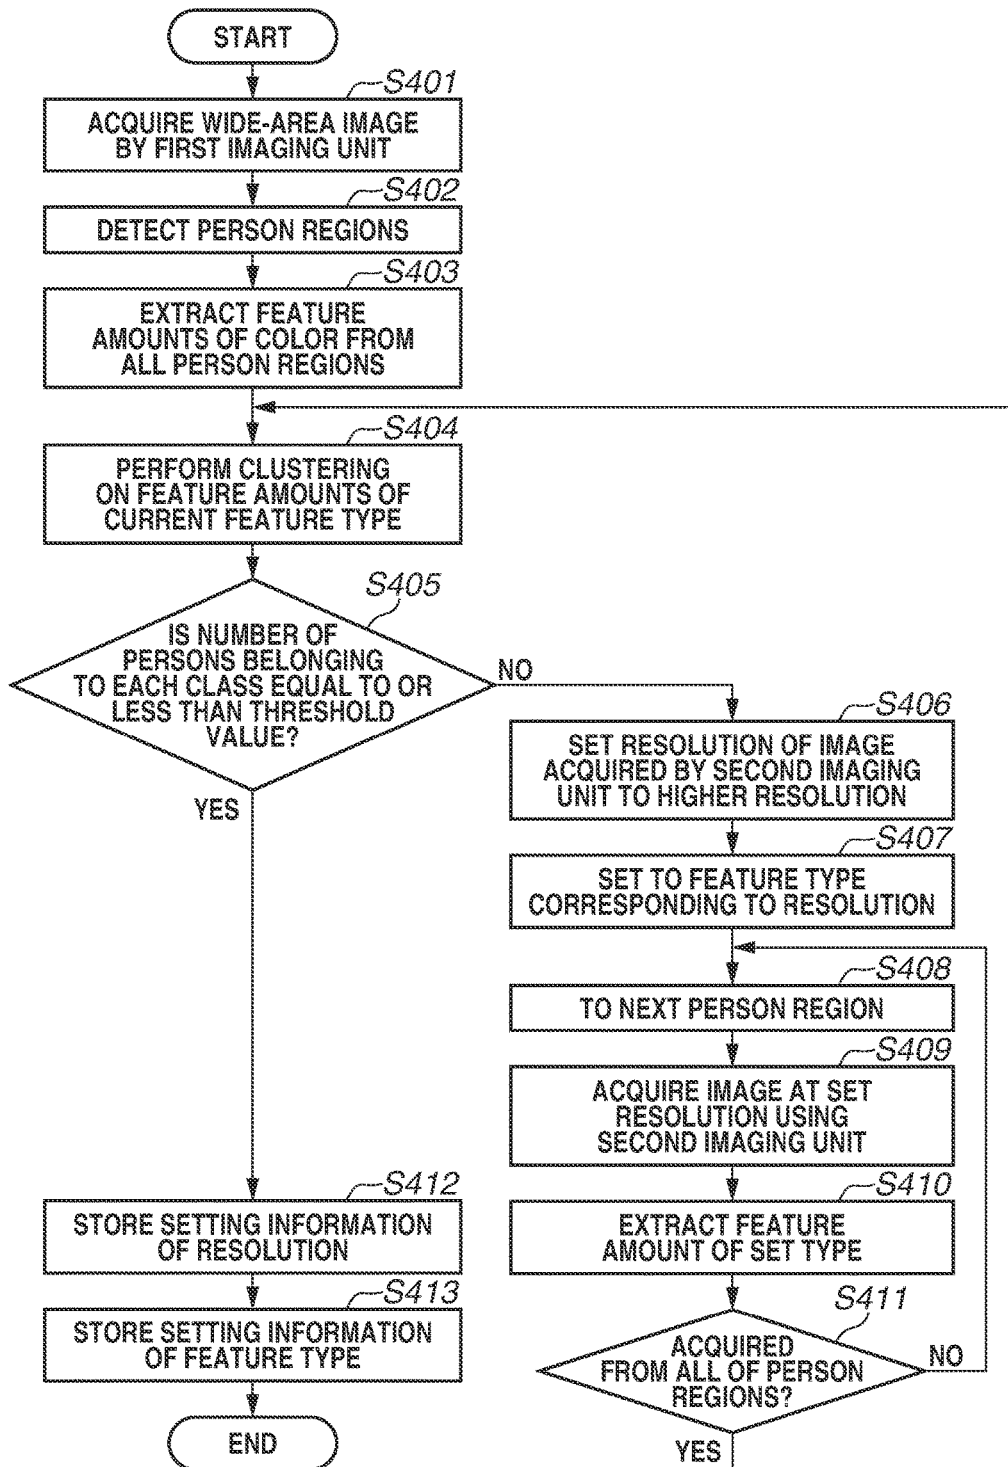 START
S401
ACQUIRE WIDE-AREA IMAGE
BY FIRST IMAGING UNIT
S402
DETECT PERSON REGIONS
S403
EXTRACT FEATURE
AMOUNTS OF COLOR FROM
ALL PERSON REGIONS
S404
PERFORM CLUSTERING
ON FEATURE AMOUNTS OF
CURRENT FEATURE TYPE
S405
IS NUMBER OF
PERSONS BELONGING
TO EACH CLASS EQUAL TO OR
LESS THAN THRESHOLD
VALUE?
NO
YES
S406
SET RESOLUTION OF IMAGE
ACQUIRED BY SECOND IMAGING
UNIT TO HIGHER RESOLUTION
S407
SET TO FEATURE TYPE
CORRESPONDING TO RESOLUTION
S408
TO NEXT PERSON REGION
S409
ACQUIRE IMAGE AT SET
RESOLUTION USING
SECOND IMAGING UNIT
S410
EXTRACT FEATURE
AMOUNT OF SET TYPE
S411
ACQUIRED
FROM ALL OF PERSON
REGIONS?
NO
YES
S412
STORE SETTING INFORMATION
OF RESOLUTION
S413
STORE SETTING INFORMATION
OF FEATURE TYPE
END